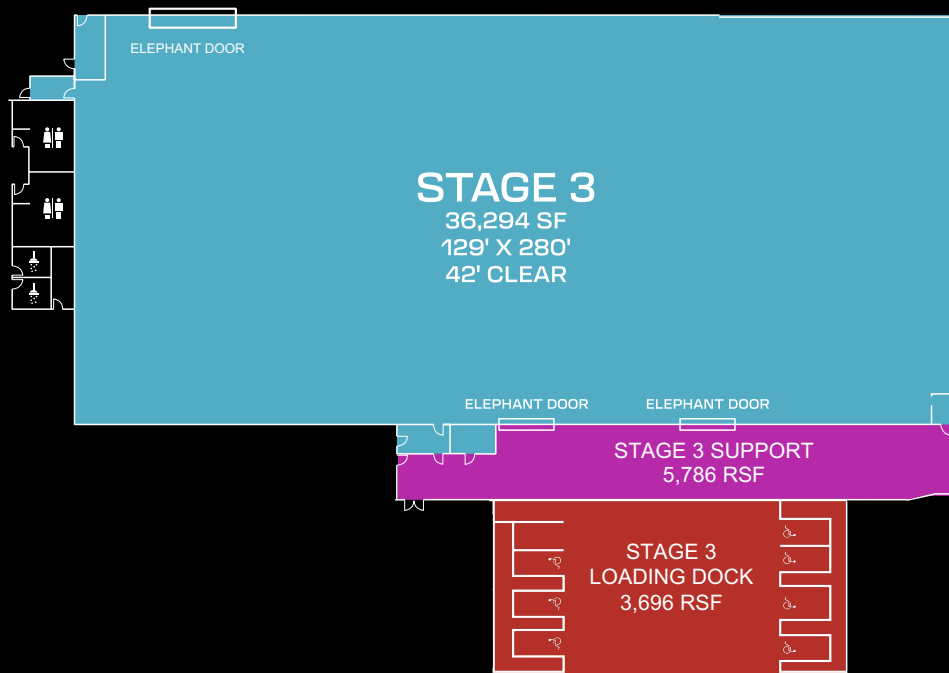 ELEPHANT DOOR
STAGE 3
36,294 SF
129' X 280'
42' CLEAR
ELEPHANT DOOR
ELEPHANT DOOR
STAGE 3 SUPPORT
5,786 RSF
STAGE 3
LOADING DOCK
3,696 RSF